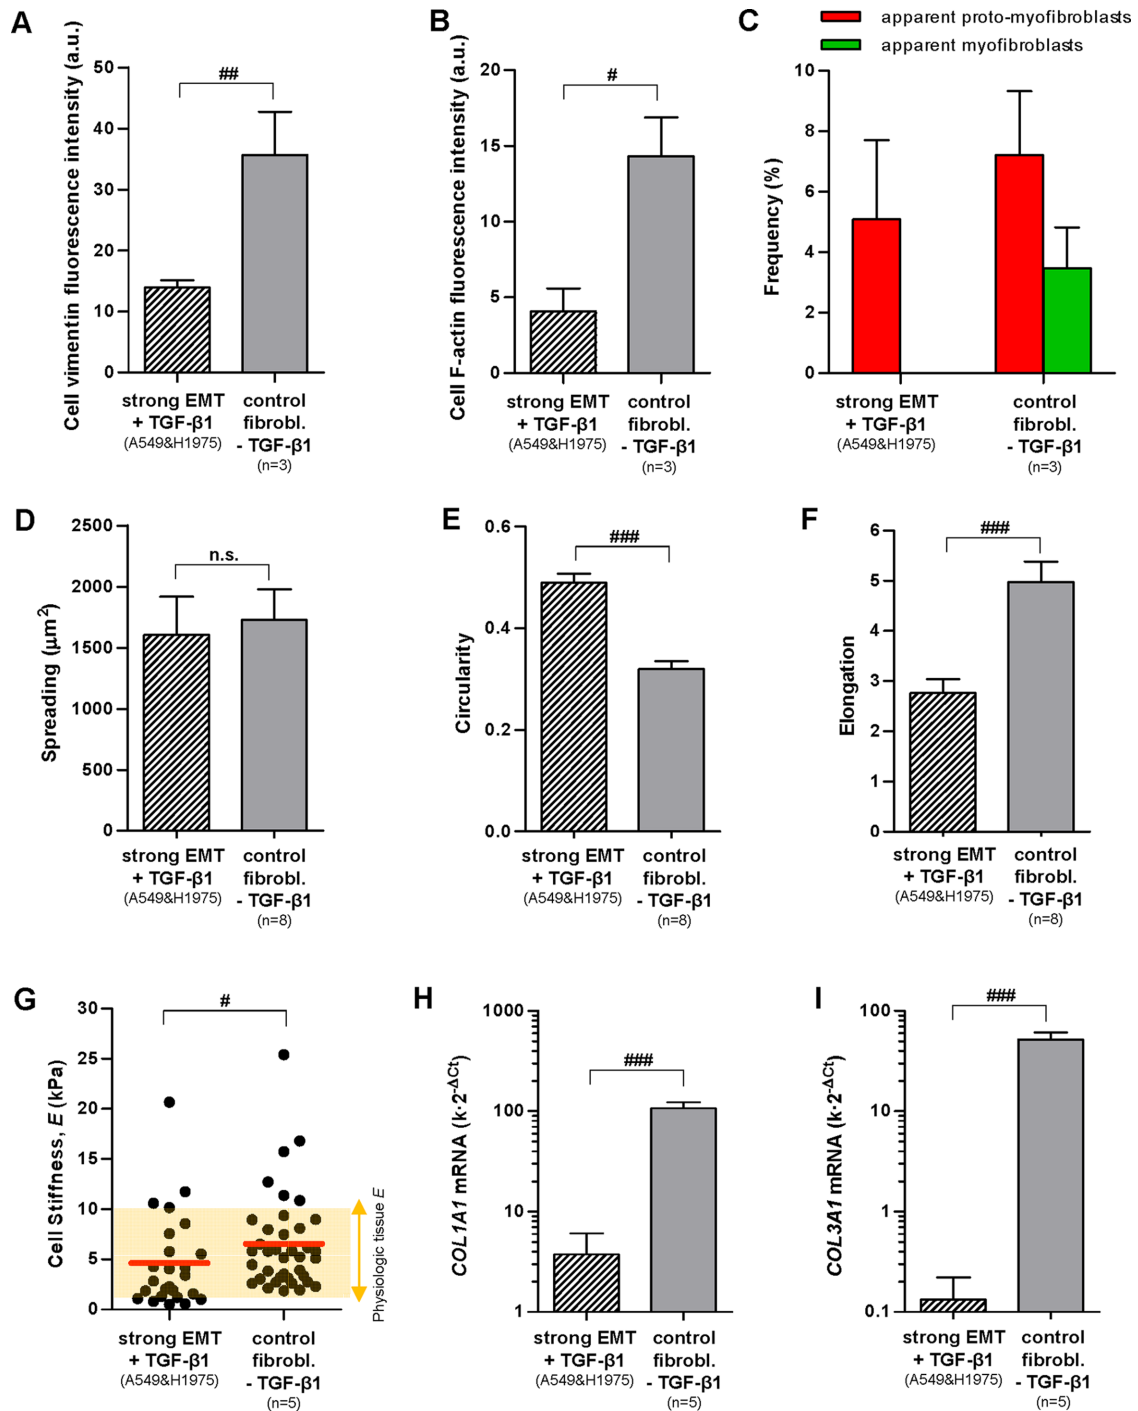 A
Cell vimentin fluorescence intensity (a.u.)
50
40
30
20
10
0
##
strong EMT
+ TGF-β1
(A549&H1975)
control
fibrobl.
- TGF-β1
(n=3)
B
Cell F-actin fluorescence intensity (a.u.)
20
15
10
5
0
#
strong EMT
+ TGF-β1
(A549&H1975)
control
fibrobl.
- TGF-β1
(n=3)
C
apparent proto-myofibroblasts
apparent myofibroblasts
Frequency (%)
10
8
6
4
2
0
strong EMT
+ TGF-β1
(A549&H1975)
control
fibrobl.
- TGF-β1
(n=3)
D
Spreading (µm²)
2500
2000
1500
1000
500
0
n.s.
strong EMT
+ TGF-β1
(A549&H1975)
control
fibrobl.
- TGF-β1
(n=8)
E
Circularity
0.6
0.4
0.2
0.0
###
strong EMT
+ TGF-β1
(A549&H1975)
control
fibrobl.
- TGF-β1
(n=8)
F
Elongation
6
5
4
3
2
1
0
###
strong EMT
+ TGF-β1
(A549&H1975)
control
fibrobl.
- TGF-β1
(n=8)
G
Cell Stiffness, E (kPa)
30
25
20
15
10
5
0
#
Physiologic tissue E
strong EMT
+ TGF-β1
(A549&H1975)
control
fibrobl.
- TGF-β1
(n=5)
H
COL1A1 mRNA (k·2^-ΔCt)
1000
100
10
1
###
strong EMT
+ TGF-β1
(A549&H1975)
control
fibrobl.
- TGF-β1
(n=5)
I
COL3A1 mRNA (k·2^-ΔCt)
100
10
1
0.1
###
strong EMT
+ TGF-β1
(A549&H1975)
control
fibrobl.
- TGF-β1
(n=5)